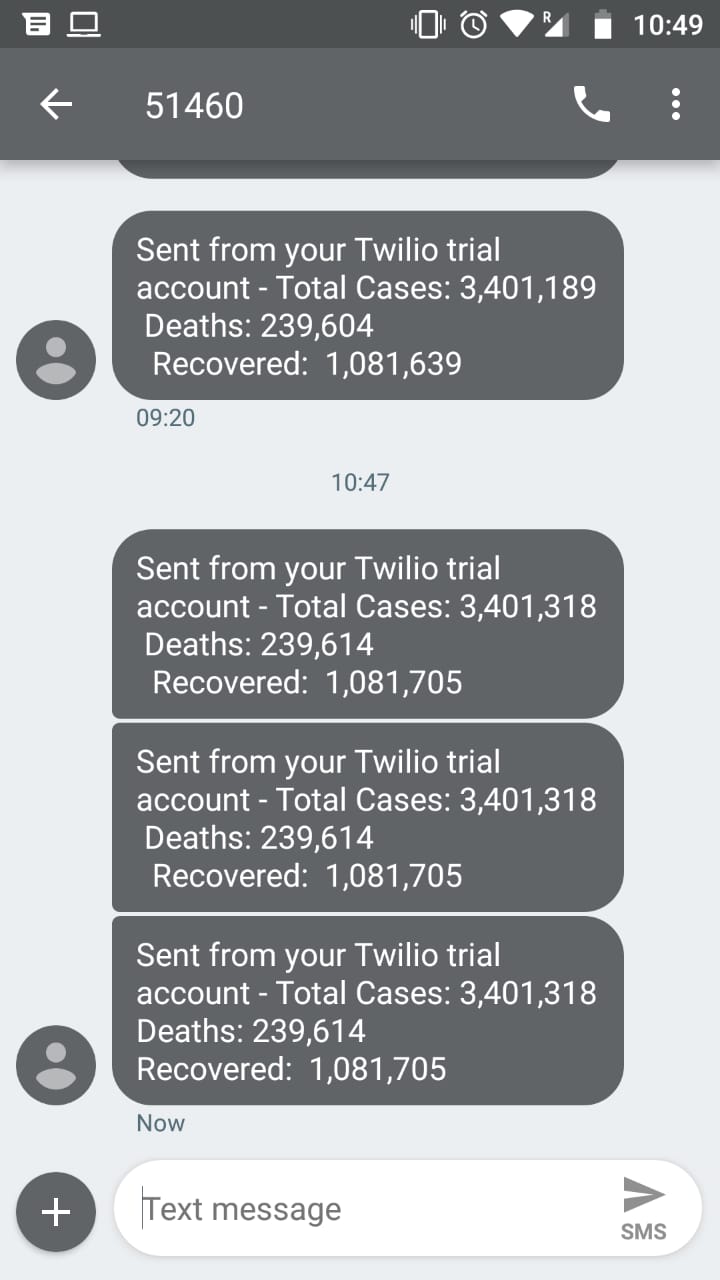 R
10:49
51460
Sent from your Twilio trial
account - Total Cases: 3,401,189
Deaths: 239,604
Recovered:  1,081,639
09:20
10:47
Sent from your Twilio trial
account - Total Cases: 3,401,318
Deaths: 239,614
Recovered:  1,081,705
Sent from your Twilio trial
account - Total Cases: 3,401,318
Deaths: 239,614
Recovered:  1,081,705
Sent from your Twilio trial
account - Total Cases: 3,401,318
Deaths: 239,614
Recovered:  1,081,705
Now
Text message
SMS